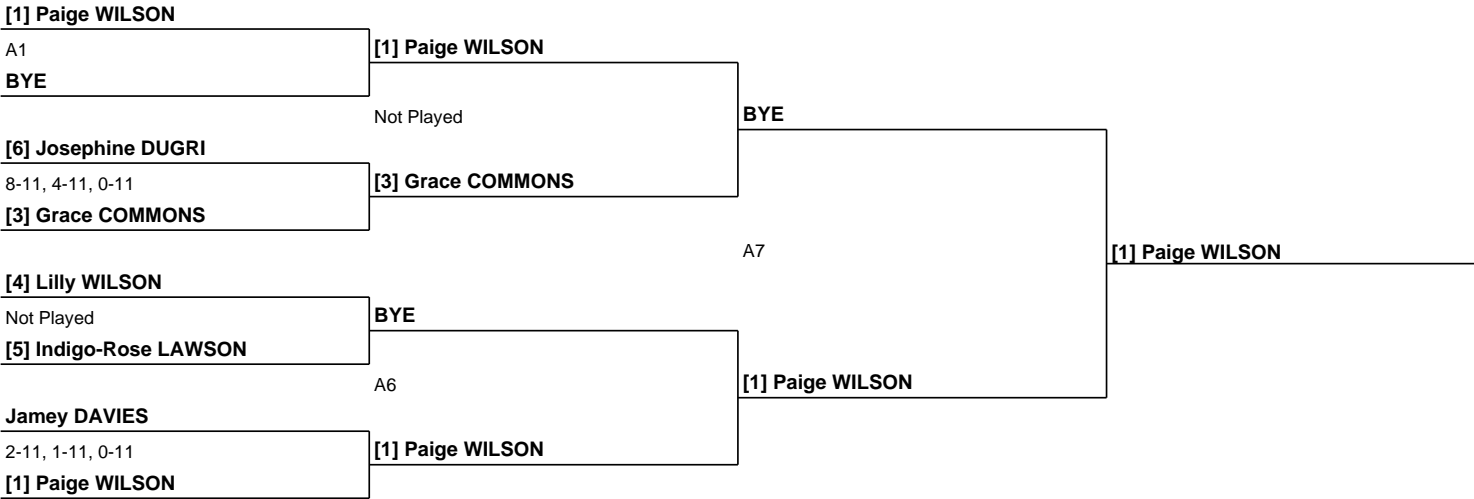 [1] Paige WILSON
A1
[1] Paige WILSON
BYE
Not Played
BYE
[6] Josephine DUGRI
8-11, 4-11, 0-11
[3] Grace COMMONS
[3] Grace COMMONS
A7
[1] Paige WILSON
[4] Lilly WILSON
Not Played
BYE
[5] Indigo-Rose LAWSON
A6
[1] Paige WILSON
Jamey DAVIES
2-11, 1-11, 0-11
[1] Paige WILSON
[1] Paige WILSON